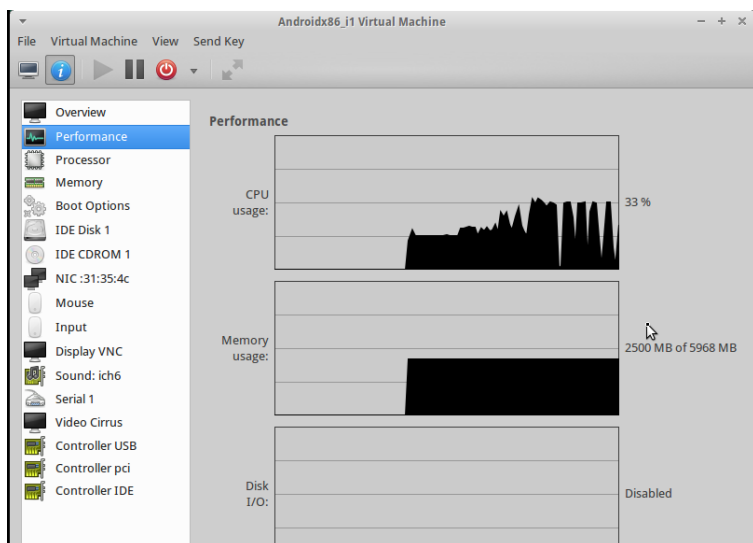 Androidx86_i1 Virtual Machine
File Virtual Machine View Send Key
Overview
Performance
Processor
Memory
Boot Options
IDE Disk 1
IDE CDROM 1
NIC :31:35:4c
Mouse
Input
Display VNC
Sound: ich6
Serial 1
Video Cirrus
Controller USB
Controller pci
Controller IDE
Performance
CPU
usage:
33 %
Memory
usage:
2500 MB of 5968 MB
Disk
I/O:
Disabled